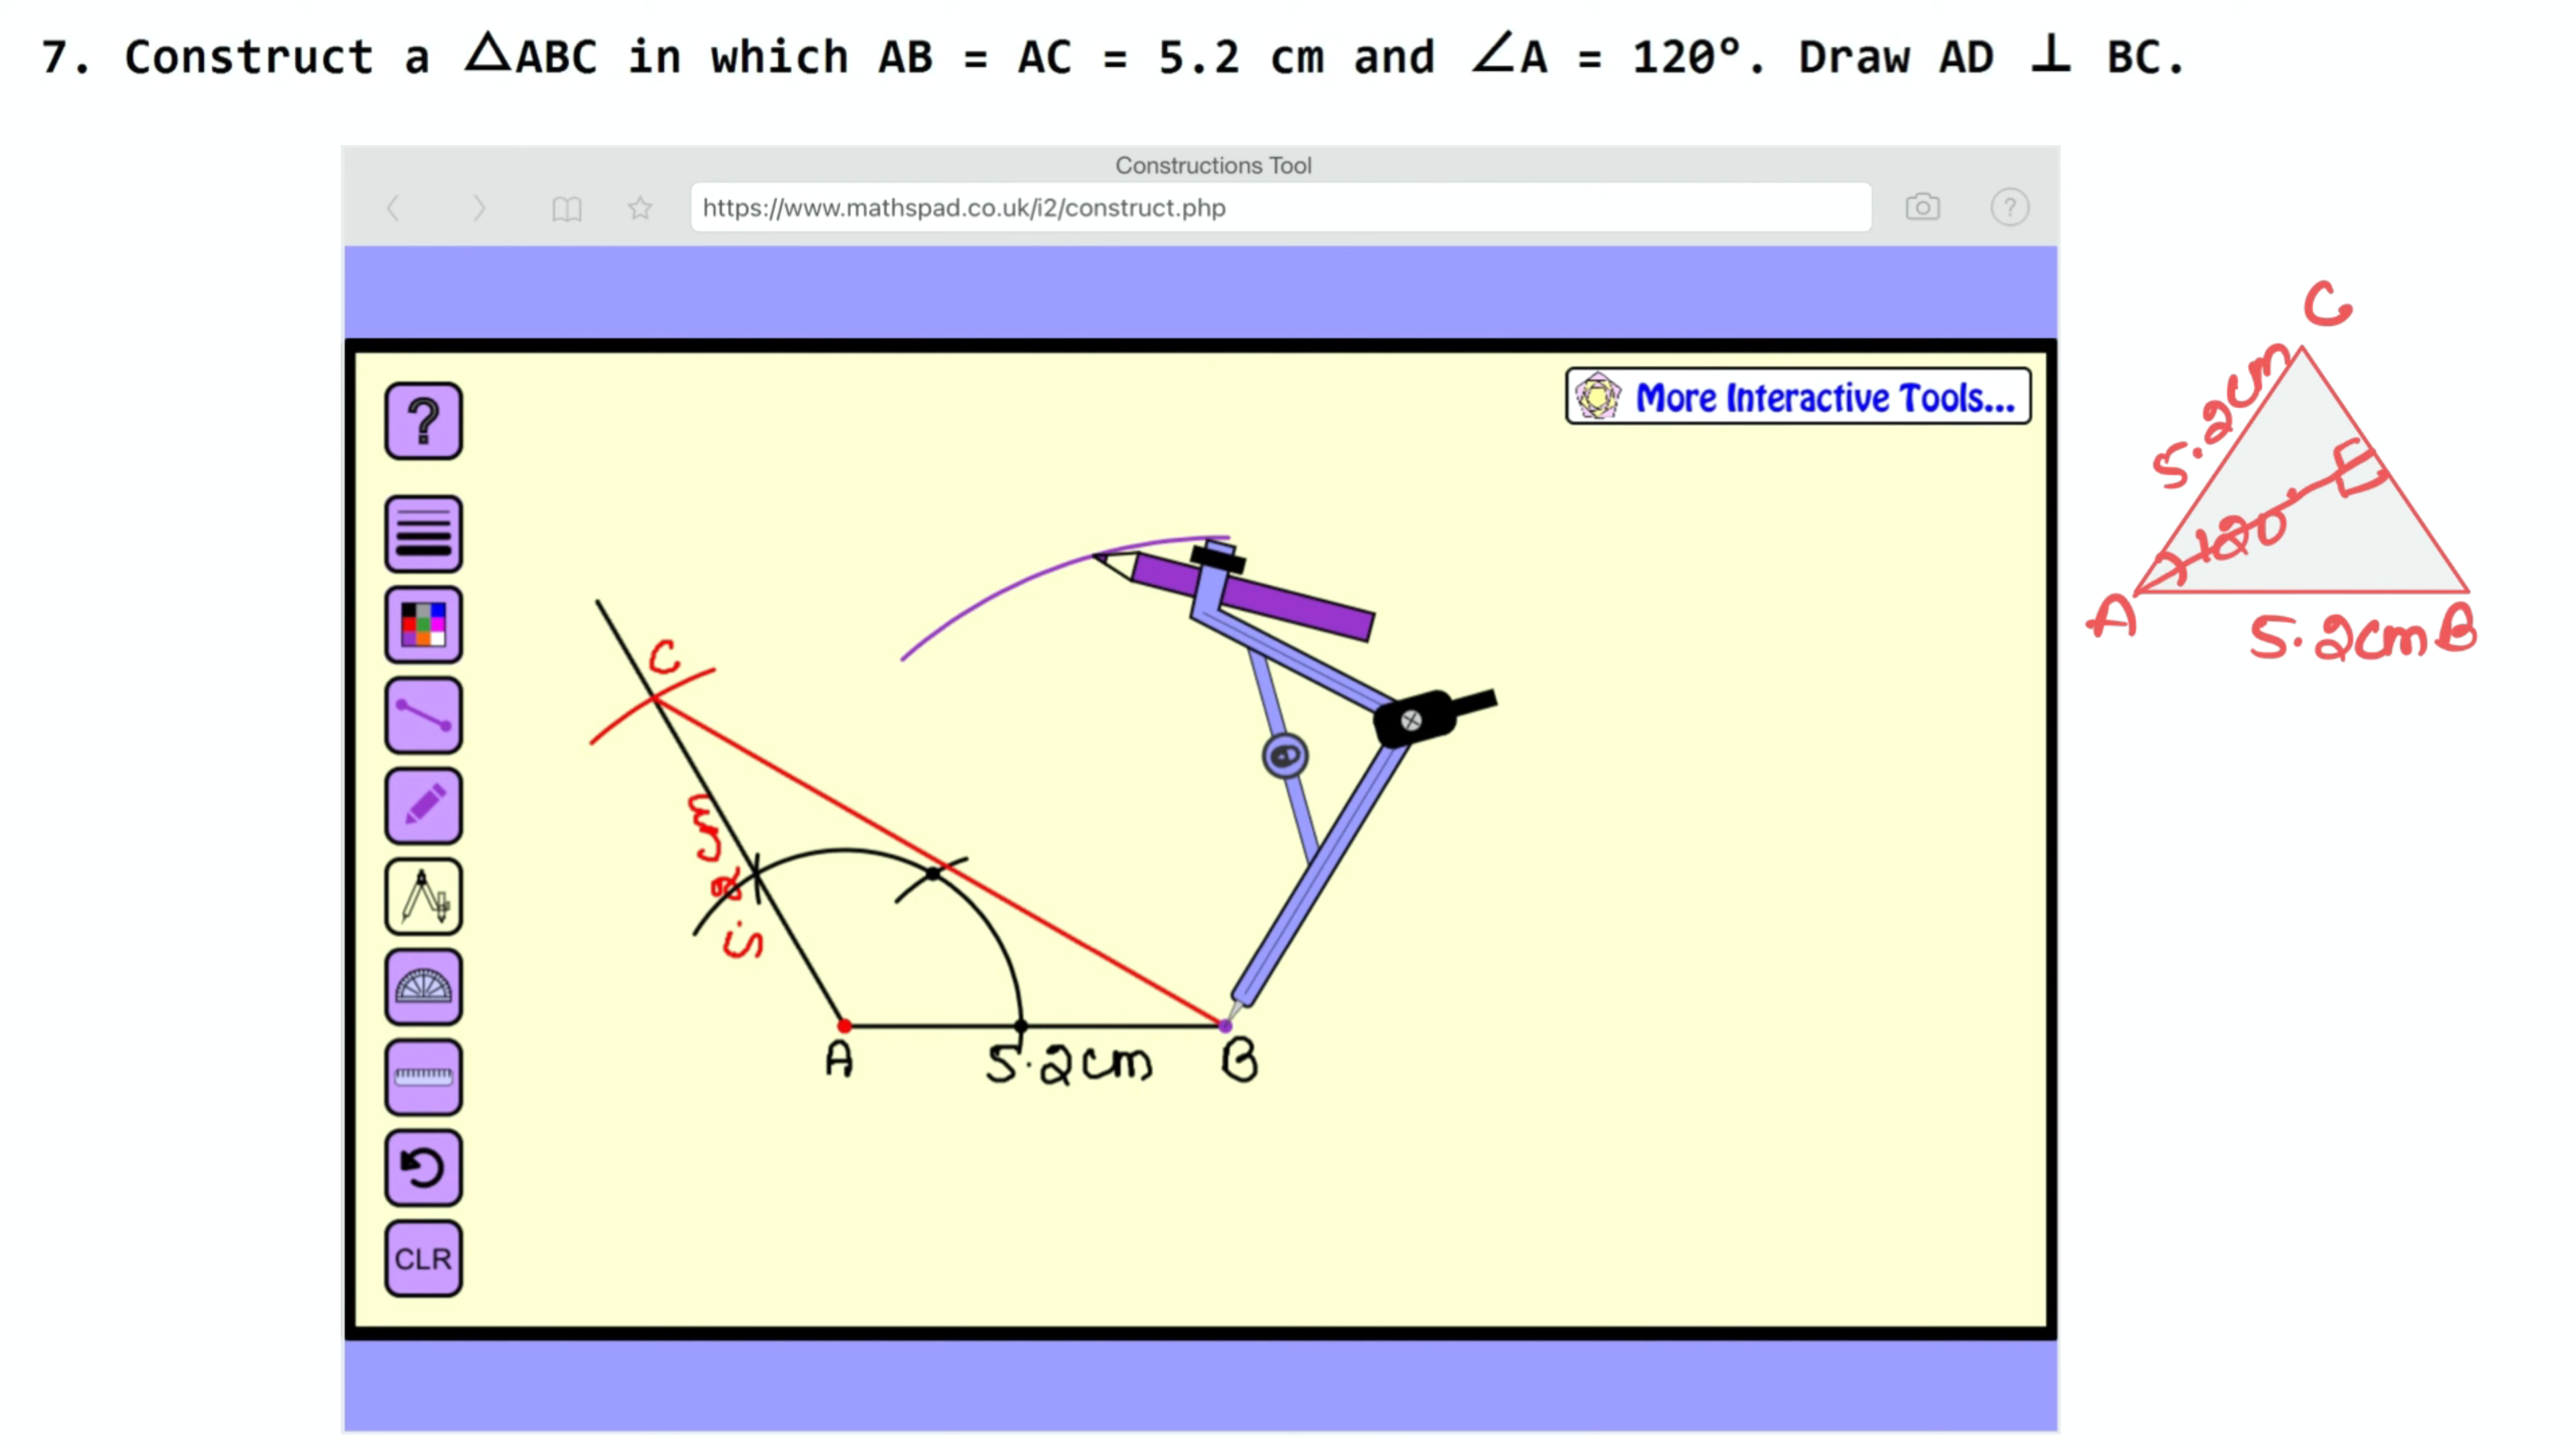 7. Construct a △ABC in which AB = AC = 5.2 cm and ∠A = 120°. Draw AD ⊥ BC.
Constructions Tool
https://www.mathspad.co.uk/i2/construct.php
?
?
More Interactive Tools...
C
5.2cm
120°
A
5.2cm
B
C
5.2cm
A
5.2cm
B
CLR